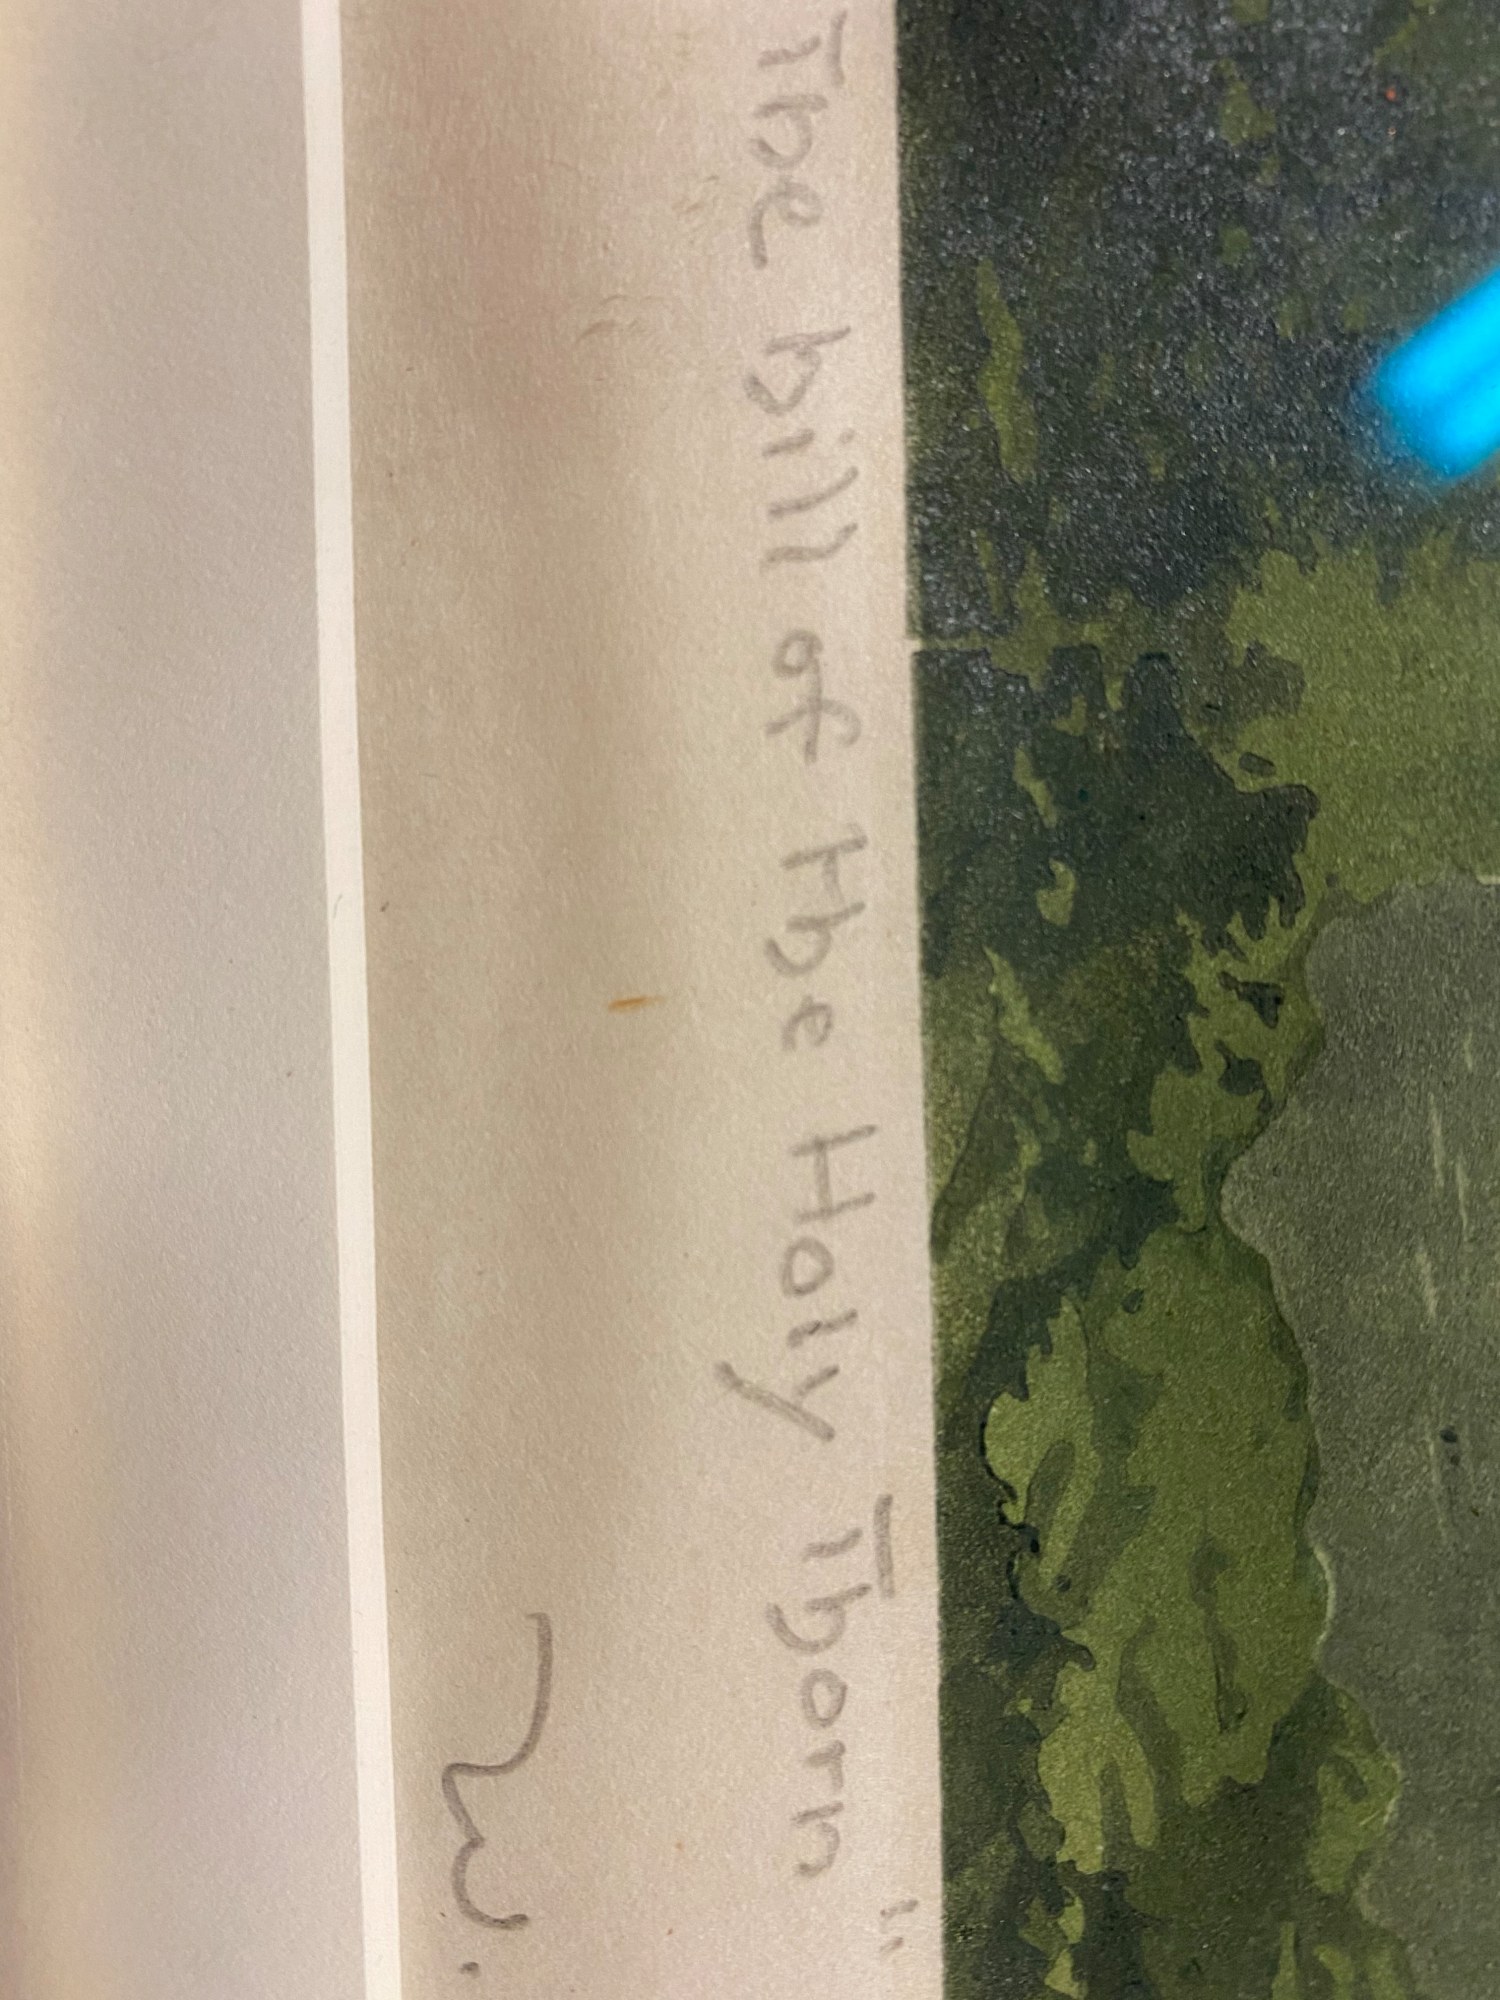 The hill of the Holy Thorn"